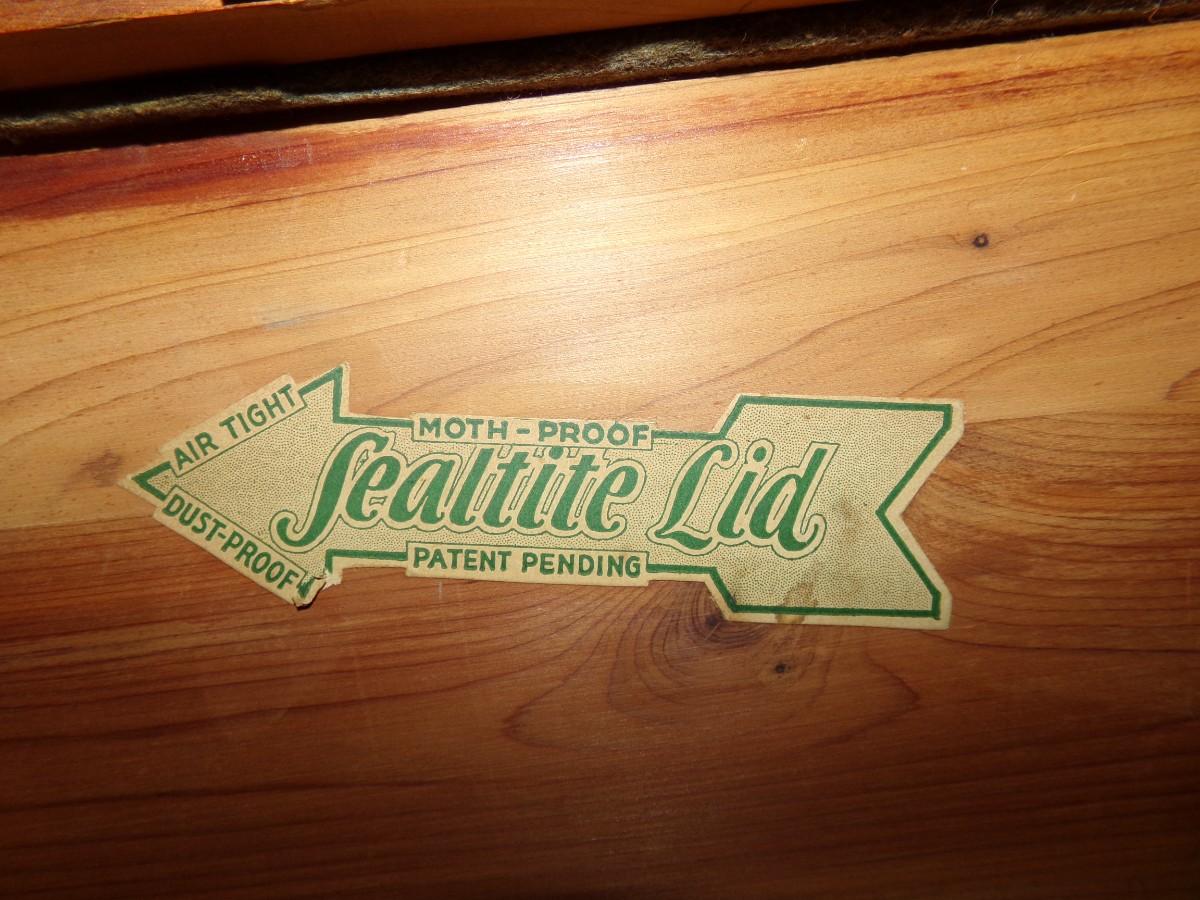 AIR TIGHT
MOTH-PROOF
Sealtite Lid
DUST-PROOF
PATENT PENDING